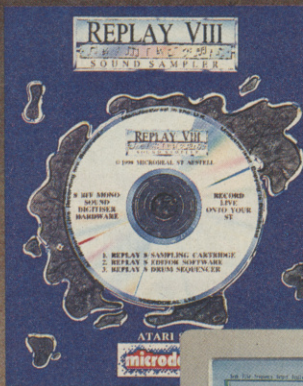 REPLAY VIII
SOUND SAMPLER
REPLAY VIII
© 1990 MICRODEAL ST AUSTELL
8 BIT MONO
SOUND
DIGITISER
HARDWARE
RECORD
LIVE
ONTO YOUR
ST
1. REPLAY 8 SAMPLING CARTRIDGE
2. REPLAY 8 EDITOR SOFTWARE
3. REPLAY 8 DRUM SEQUENCER
ATARI
microde